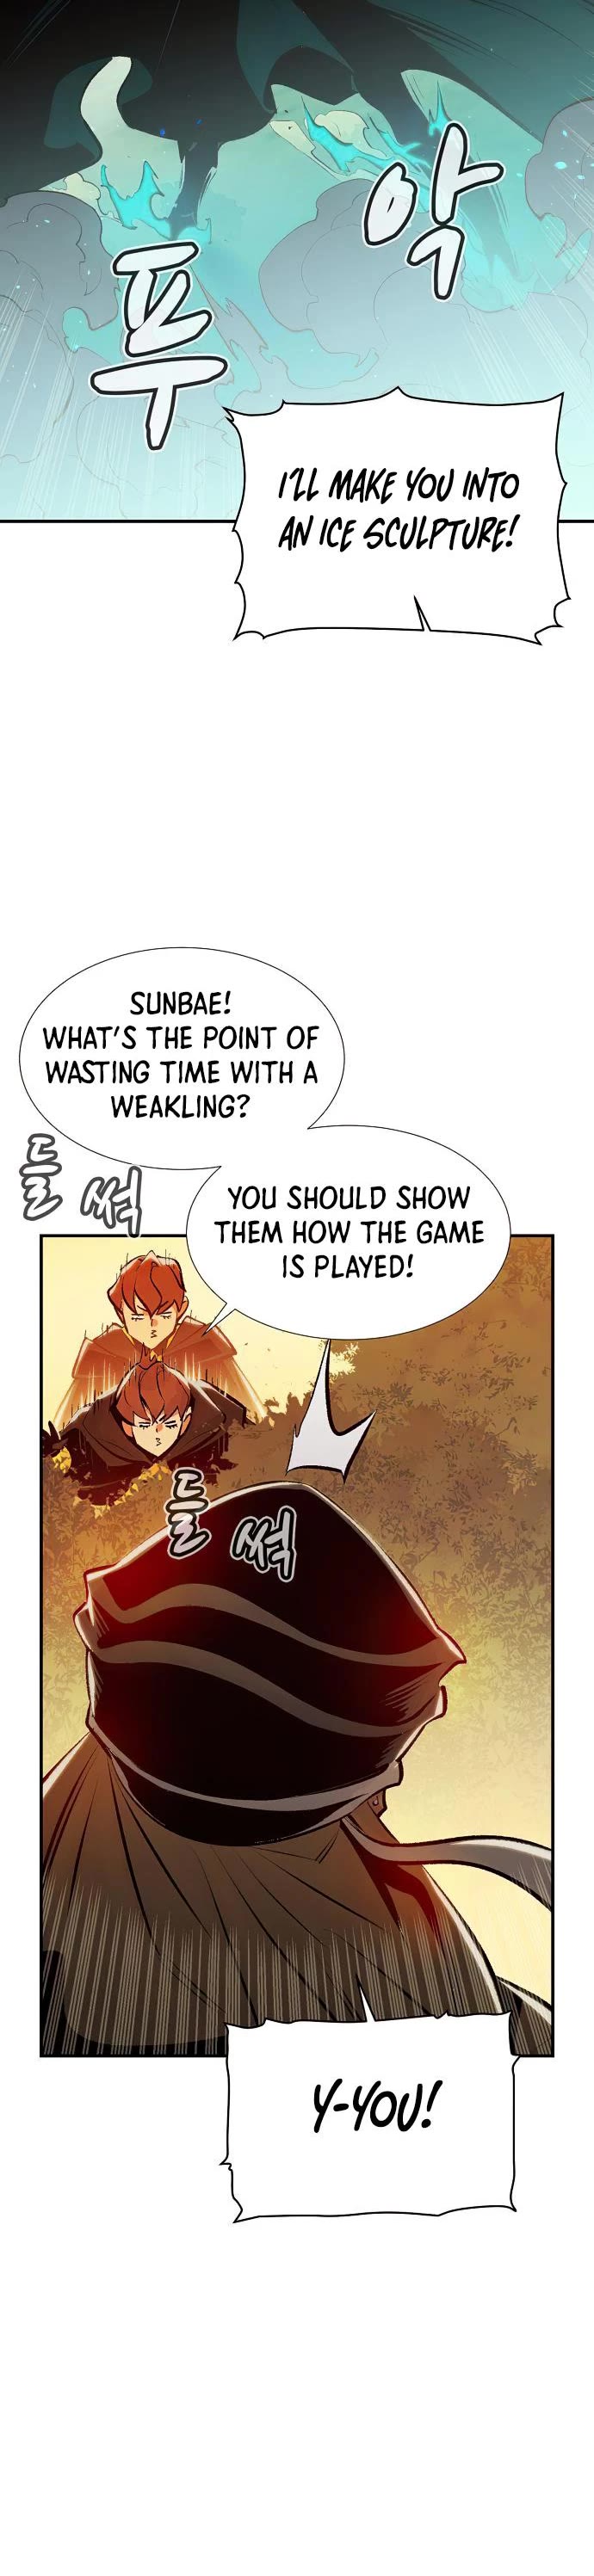 푸악
I'LL MAKE YOU INTO
AN ICE SCULPTURE!
SUNBAE!
WHAT'S THE POINT OF
WASTING TIME WITH A
WEAKLING?
들썩
YOU SHOULD SHOW
THEM HOW THE GAME
IS PLAYED!
들썩
Y-YOU!